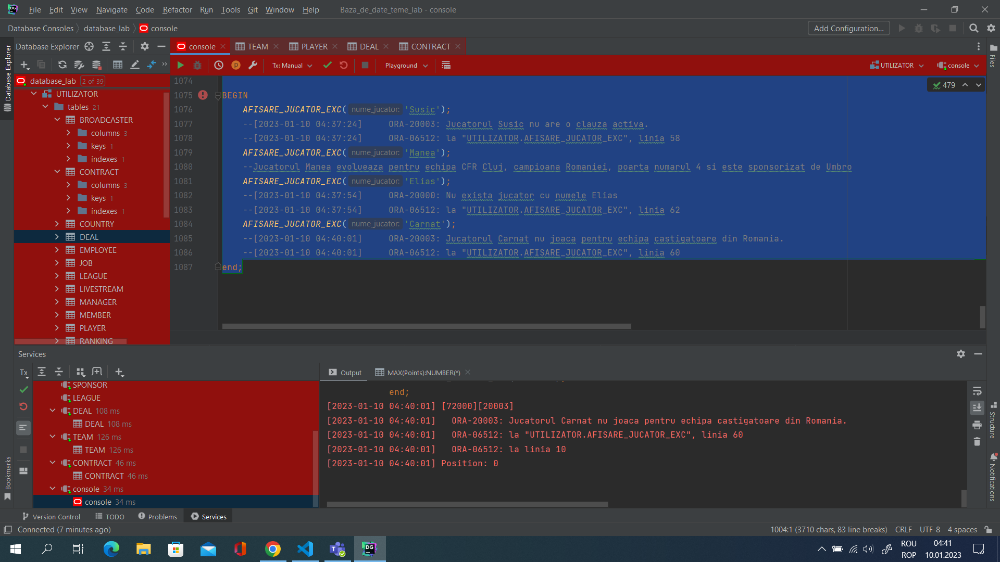 File Edit View Navigate Code Refactor Run Tools Git Window Help Baza_de_date_teme_lab - console
Database Consoles database_lab console Add Configuration...
Database Explorer
console TEAM PLAYER DEAL CONTRACT
Files
Tx: Manual Playground UTILIZATOR console
Database Explorer
database_lab 2 of 39
UTILIZATOR
tables 21
BROADCASTER
columns 3
keys 1
indexes 1
CONTRACT
columns 3
keys 1
indexes 1
COUNTRY
DEAL
EMPLOYEE
JOB
LEAGUE
LIVESTREAM
MANAGER
MEMBER
PLAYER
RANKING
479
1074
1075 BEGIN
1076 AFISARE_JUCATOR_EXC( nume_jucator: 'Susic');
1077 --[2023-01-10 04:37:24] ORA-20003: Jucatorul Susic nu are o clauza activa.
1078 --[2023-01-10 04:37:24] ORA-06512: la "UTILIZATOR.AFISARE_JUCATOR_EXC", linia 58
1079 AFISARE_JUCATOR_EXC( nume_jucator: 'Manea');
1080 --Jucatorul Manea evolueaza pentru echipa CFR Cluj, campioana Romaniei, poarta numarul 4 si este sponsorizat de Umbro
1081 AFISARE_JUCATOR_EXC( nume_jucator: 'Elias');
1082 --[2023-01-10 04:37:54] ORA-20000: Nu exista jucator cu numele Elias
1083 --[2023-01-10 04:37:54] ORA-06512: la "UTILIZATOR.AFISARE_JUCATOR_EXC", linia 62
1084 AFISARE_JUCATOR_EXC( nume_jucator: 'Carnat');
1085 --[2023-01-10 04:40:01] ORA-20003: Jucatorul Carnat nu joaca pentru echipa castigatoare din Romania.
1086 --[2023-01-10 04:40:01] ORA-06512: la "UTILIZATOR.AFISARE_JUCATOR_EXC", linia 60
1087 end;
Services
Tx
Output MAX(Points):NUMBER(*)
SPONSOR
LEAGUE
DEAL 108 ms
DEAL 108 ms
TEAM 126 ms
TEAM 126 ms
CONTRACT 46 ms
CONTRACT 46 ms
console 34 ms
console 34 ms
end;
[2023-01-10 04:40:01] [72000][20003]
[2023-01-10 04:40:01] ORA-20003: Jucatorul Carnat nu joaca pentru echipa castigatoare din Romania.
[2023-01-10 04:40:01] ORA-06512: la "UTILIZATOR.AFISARE_JUCATOR_EXC", linia 60
[2023-01-10 04:40:01] ORA-06512: la linia 10
[2023-01-10 04:40:01] Position: 0
Structure
Notifications
Bookmarks
Version Control TODO Problems Services
Connected (7 minutes ago) 1004:1 (3710 chars, 83 line breaks) CRLF UTF-8 4 spaces
ROU 04:41
ROP 10.01.2023